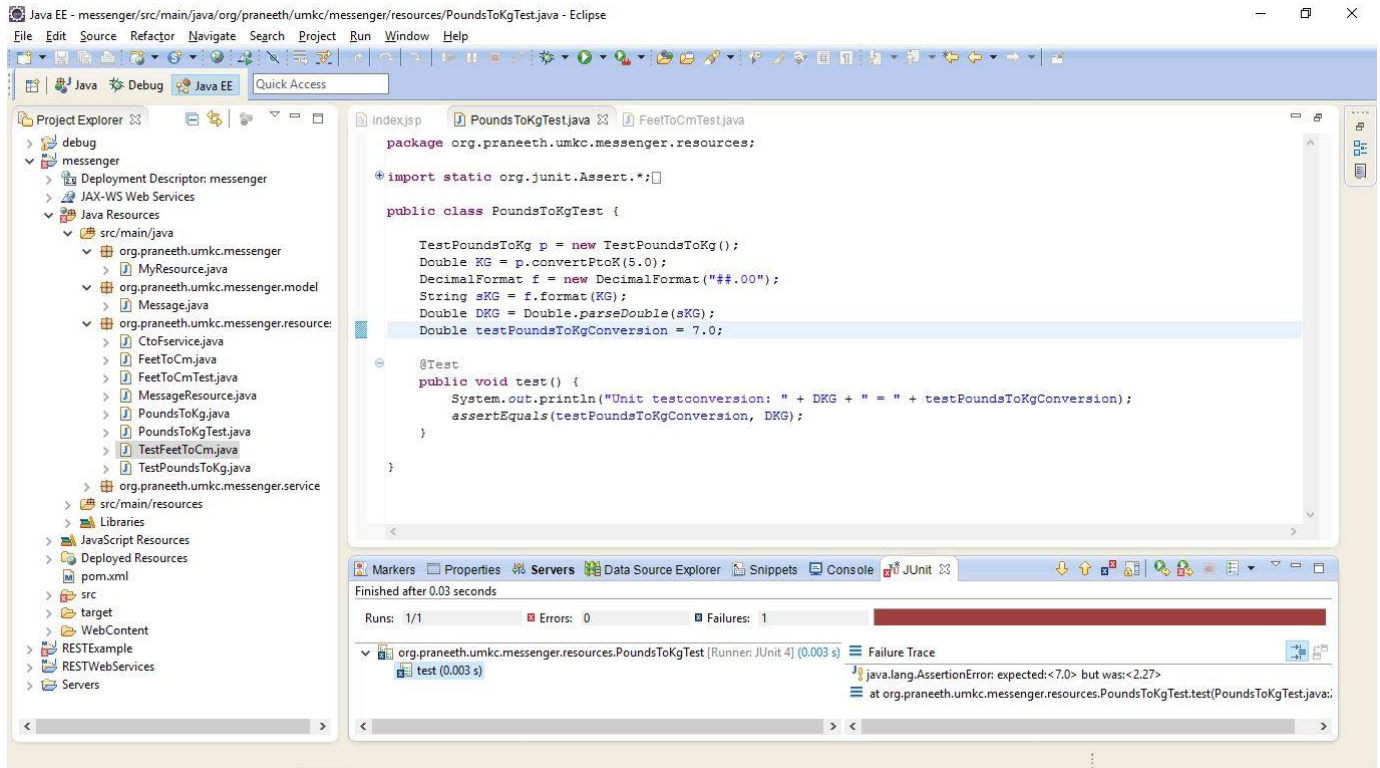 Java EE - messenger/src/main/java/org/praneeth/umkc/messenger/resources/PoundsToKgTest.java - Eclipse
File Edit Source Refactor Navigate Search Project Run Window Help
Java Debug Java EE Quick Access
Project Explorer
debug
messenger
Deployment Descriptor: messenger
JAX-WS Web Services
Java Resources
src/main/java
org.praneeth.umkc.messenger
MyResource.java
org.praneeth.umkc.messenger.model
Message.java
org.praneeth.umkc.messenger.resource
CtoFservice.java
FeetToCm.java
FeetToCmTest.java
MessageResource.java
PoundsToKg.java
PoundsToKgTest.java
TestFeetToCm.java
TestPoundsToKg.java
org.praneeth.umkc.messenger.service
src/main/resources
Libraries
JavaScript Resources
Deployed Resources
pom.xml
src
target
WebContent
RESTExample
RESTWebServices
Servers
index.jsp PoundsToKgTest.java FeetToCmTest.java
package org.praneeth.umkc.messenger.resources;
import static org.junit.Assert.*;
public class PoundsToKgTest {
TestPoundsToKg p = new TestPoundsToKg();
Double KG = p.convertPtoK(5.0);
DecimalFormat f = new DecimalFormat("##.00");
String sKG = f.format(KG);
Double DKG = Double.parseDouble(sKG);
Double testPoundsToKgConversion = 7.0;
@Test
public void test() {
System.out.println("Unit testconversion: " + DKG + " = " + testPoundsToKgConversion);
assertEquals(testPoundsToKgConversion, DKG);
}
}
Markers Properties Servers Data Source Explorer Snippets Console JUnit
Finished after 0.03 seconds
Runs: 1/1 Errors: 0 Failures: 1
org.praneeth.umkc.messenger.resources.PoundsToKgTest [Runner: JUnit 4] (0.003 s)
test (0.003 s)
Failure Trace
java.lang.AssertionError: expected:<7.0> but was:<2.27>
at org.praneeth.umkc.messenger.resources.PoundsToKgTest.test(PoundsToKgTest.java: